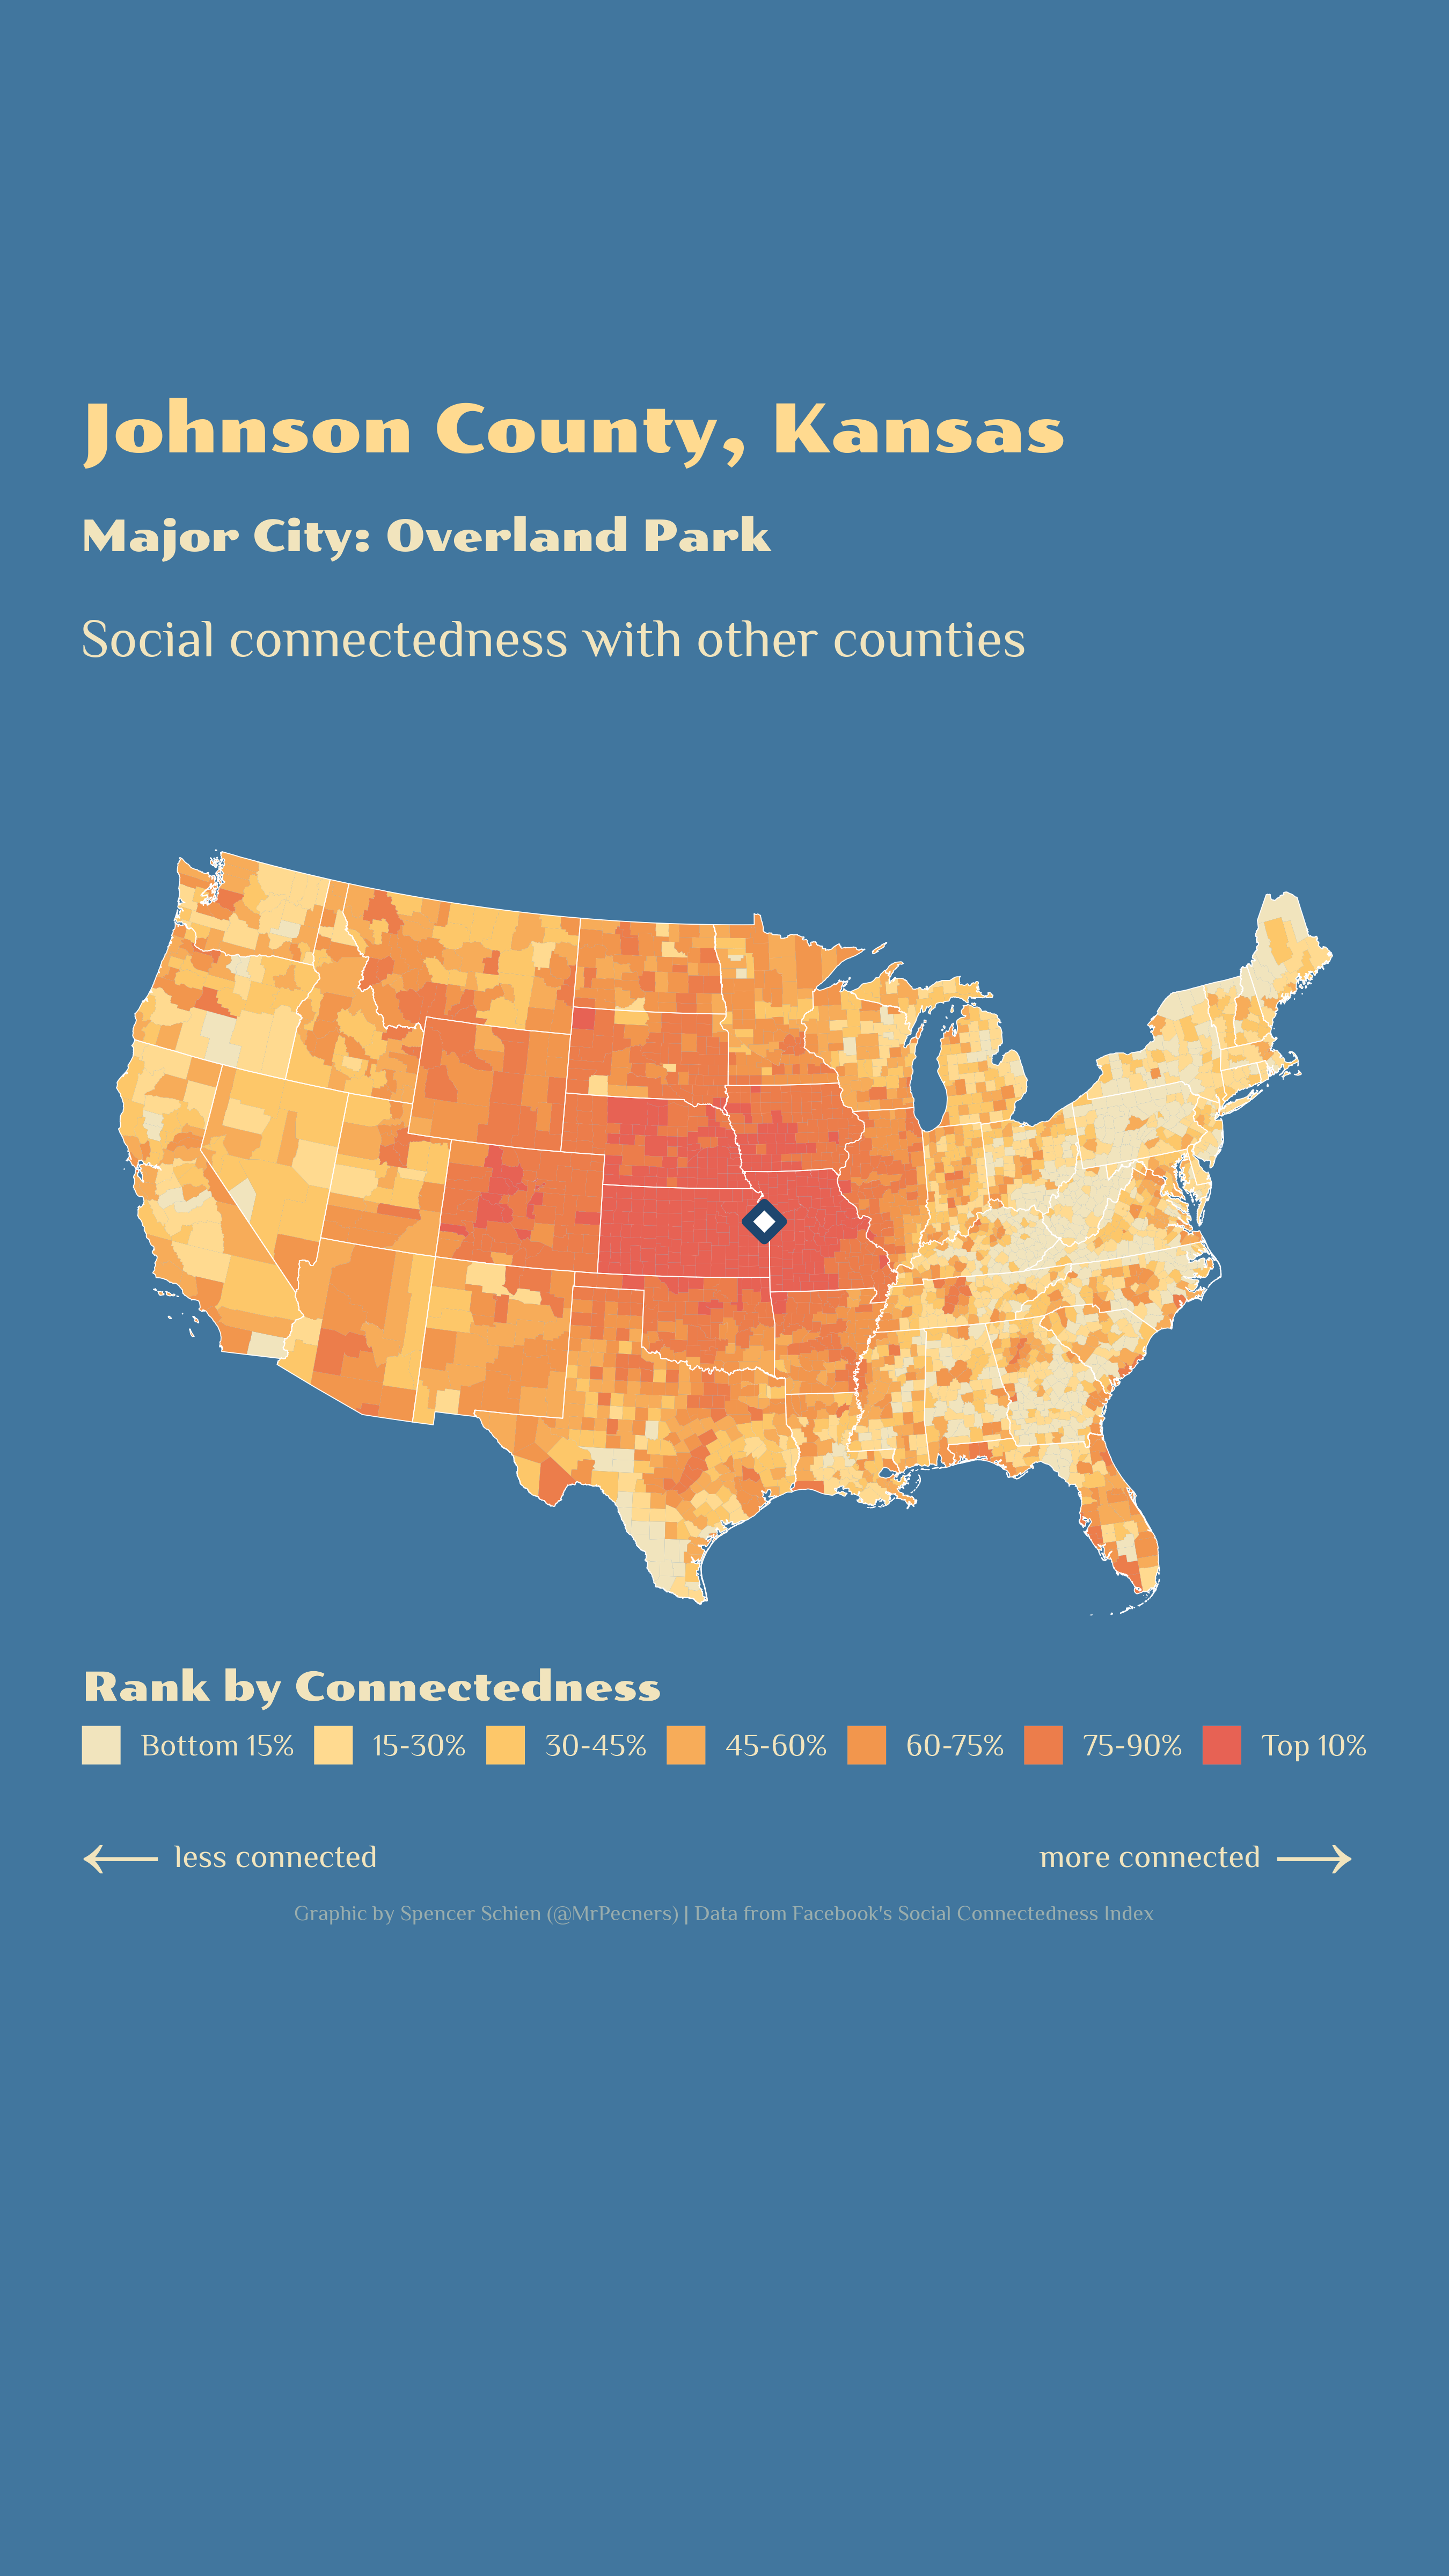 Johnson County, Kansas
Major City: Overland Park
Social connectedness with other counties
Rank by Connectedness
Bottom 15% 15-30% 30-45% 45-60% 60-75% 75-90% Top 10%
← less connected more connected →
Graphic by Spencer Schien (@MrPecners) | Data from Facebook's Social Connectedness Index